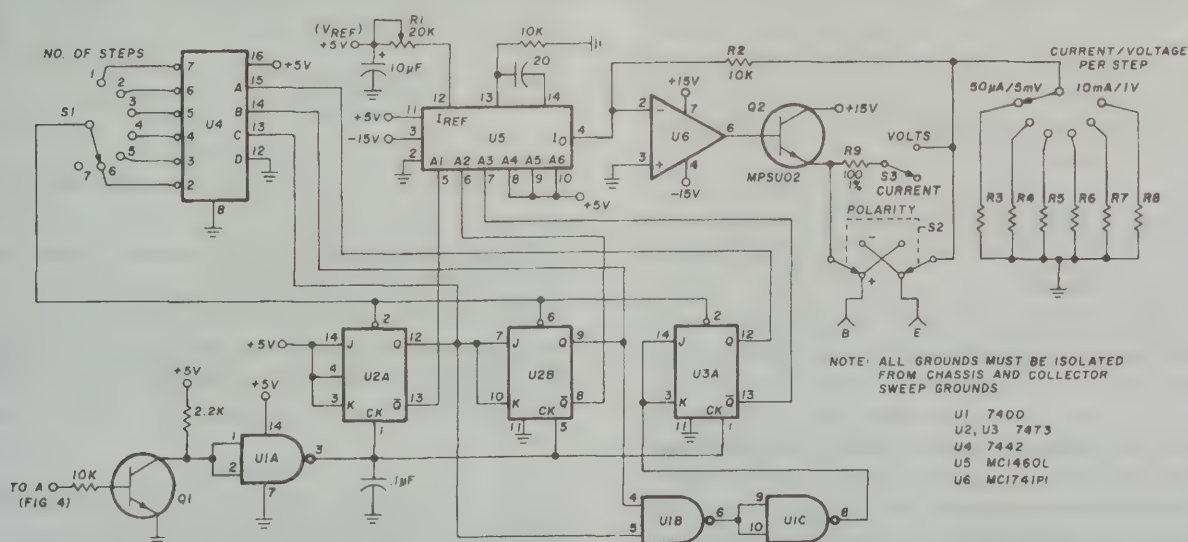 NO. OF STEPS
1
2
3
4
5
6
7
S1
7
6
5
4
3
2
U4
16
15
14
13
12
A
B
C
D
8
+5V
(VREF)
+5V
R1
20K
10µF
+
10K
20
12
13
14
+5V
11
-15V
3
2
IREF
U5
IO
4
A1 A2 A3 A4 A5 A6
5 6 7 8 9 10
+5V
R2
10K
+15V
7
2
-
U6
6
3
+
4
-15V
Q2
+15V
MPSU02
R9
100
1%
VOLTS
S3
CURRENT
POLARITY
S2
-
+
B
E
CURRENT/VOLTAGE
PER STEP
50µA/5mV
10mA/1V
R3
R4
R5
R6
R7
R8
+5V
14
4
3
J
K
2
U2A
Q
Q̅
CK
12
13
1
7
10
J
K
6
U2B
Q
Q̅
CK
9
8
11
5
14
3
J
K
2
U3A
Q
Q̅
CK
12
13
11
1
+5V
2.2K
+5V
14
1
2
U1A
3
7
.1µF
TO A
(FIG 4)
10K
Q1
4
5
U1B
6
9
10
U1C
8
NOTE: ALL GROUNDS MUST BE ISOLATED
FROM CHASSIS AND COLLECTOR
SWEEP GROUNDS
U1 7400
U2, U3 7473
U4 7442
U5 MC1460L
U6 MC1741P1